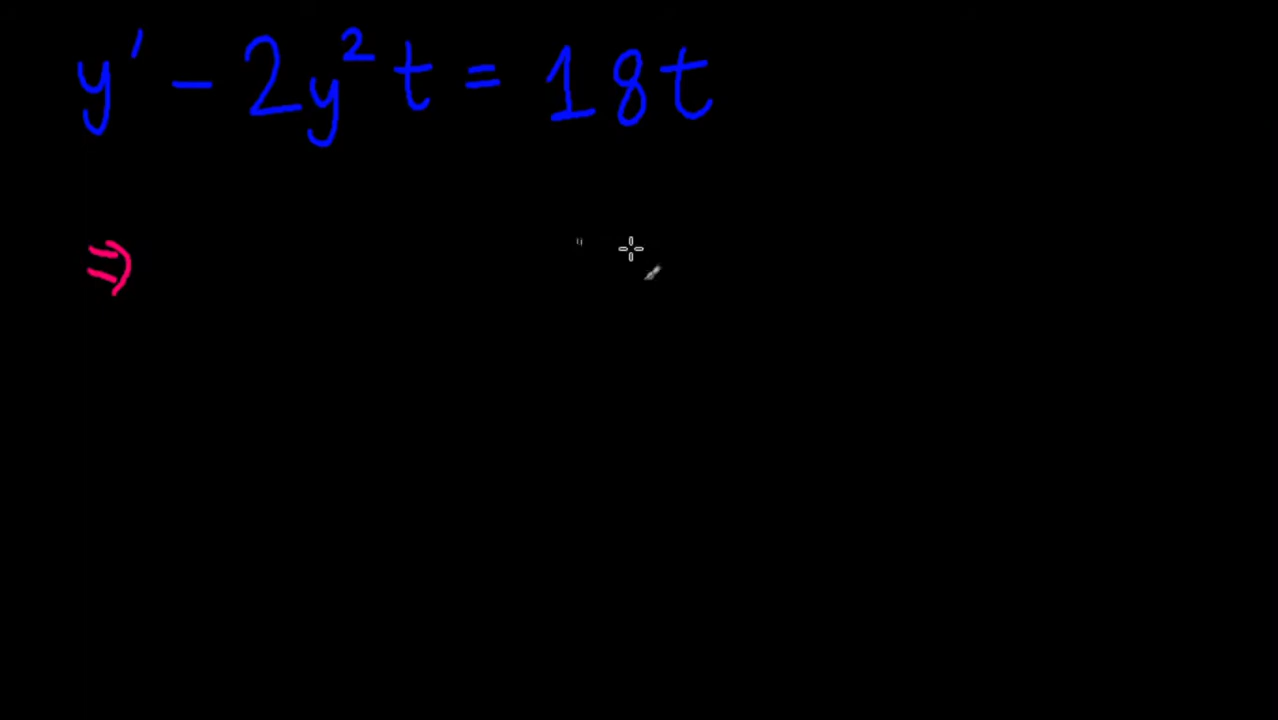 y' - 2y²t = 18t
⇒